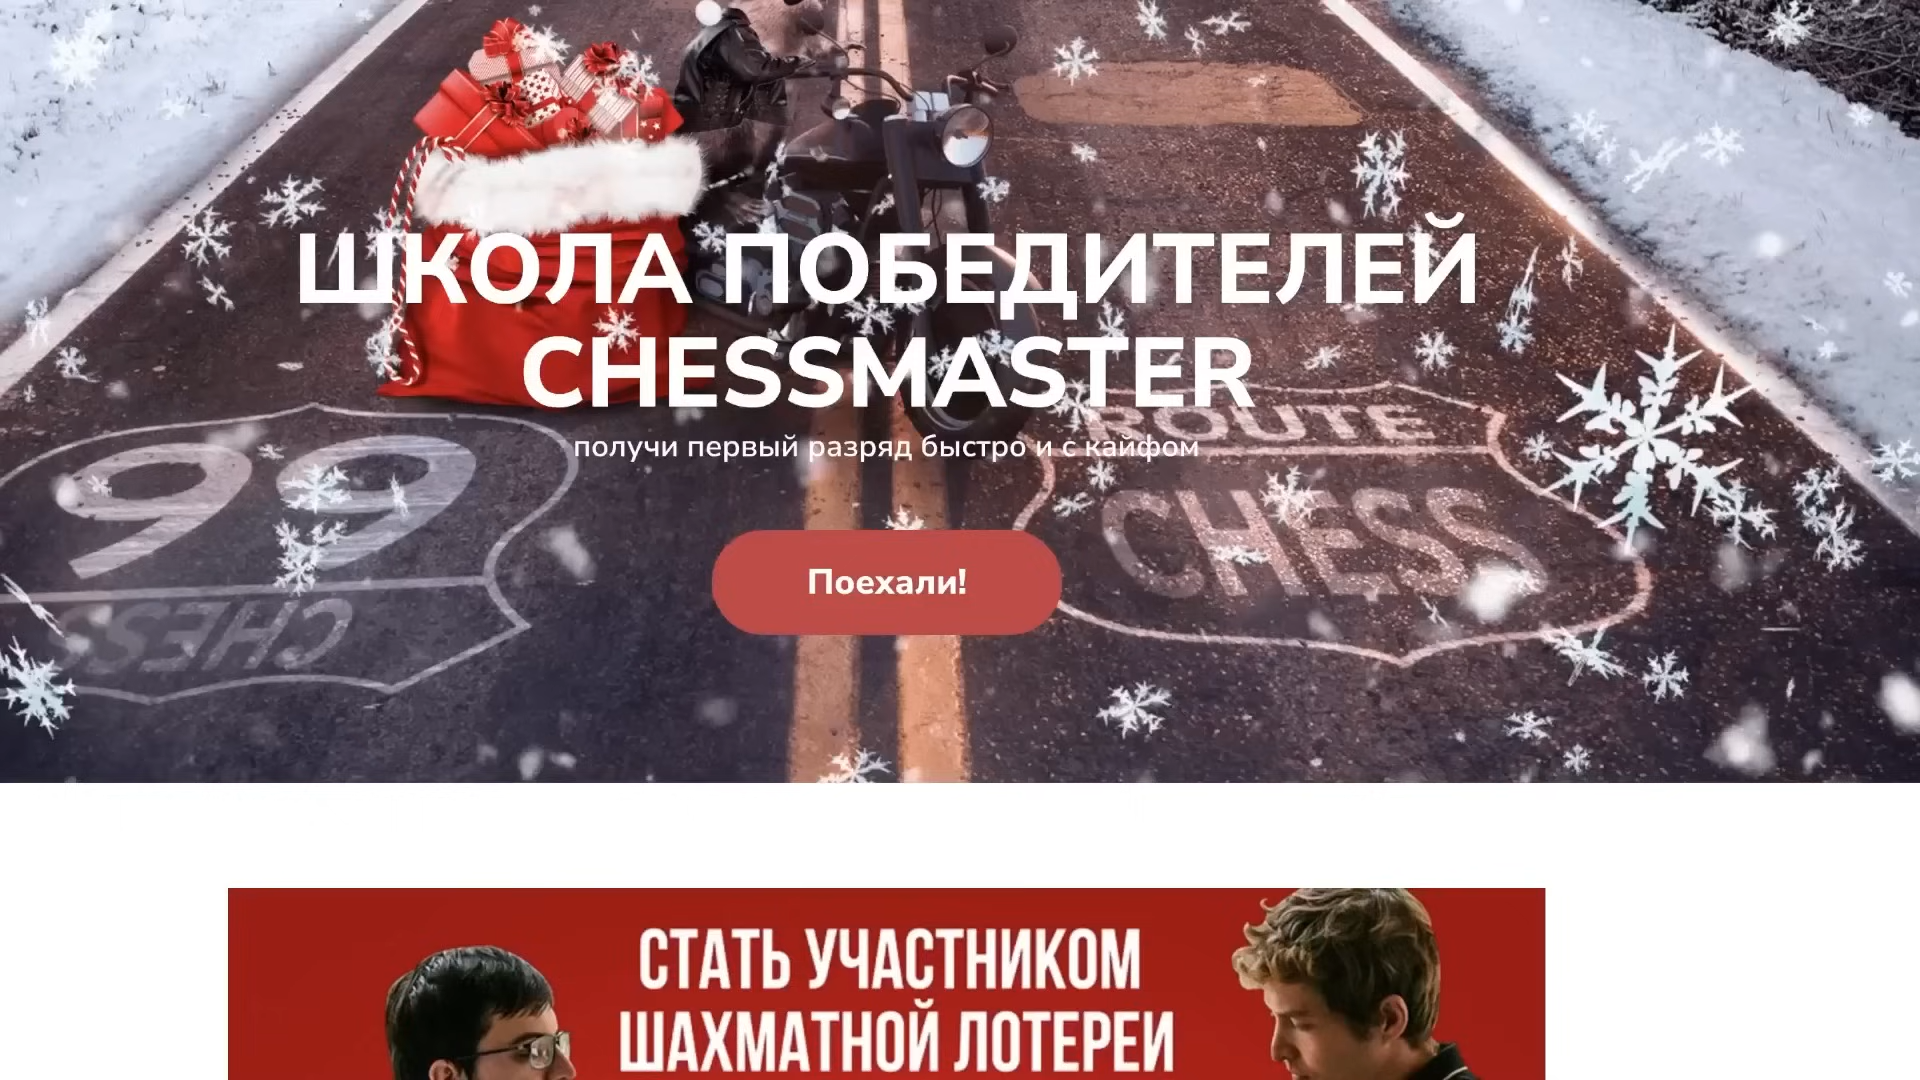 ШКОЛА ПОБЕДИТЕЛЕЙ
CHESSMASTER
получи первый разряд быстро и с кайфом
99
CHESS
ROUTE
CHESS
Поехали!
СТАТЬ УЧАСТНИКОМ
ШАХМАТНОЙ ЛОТЕРЕИ